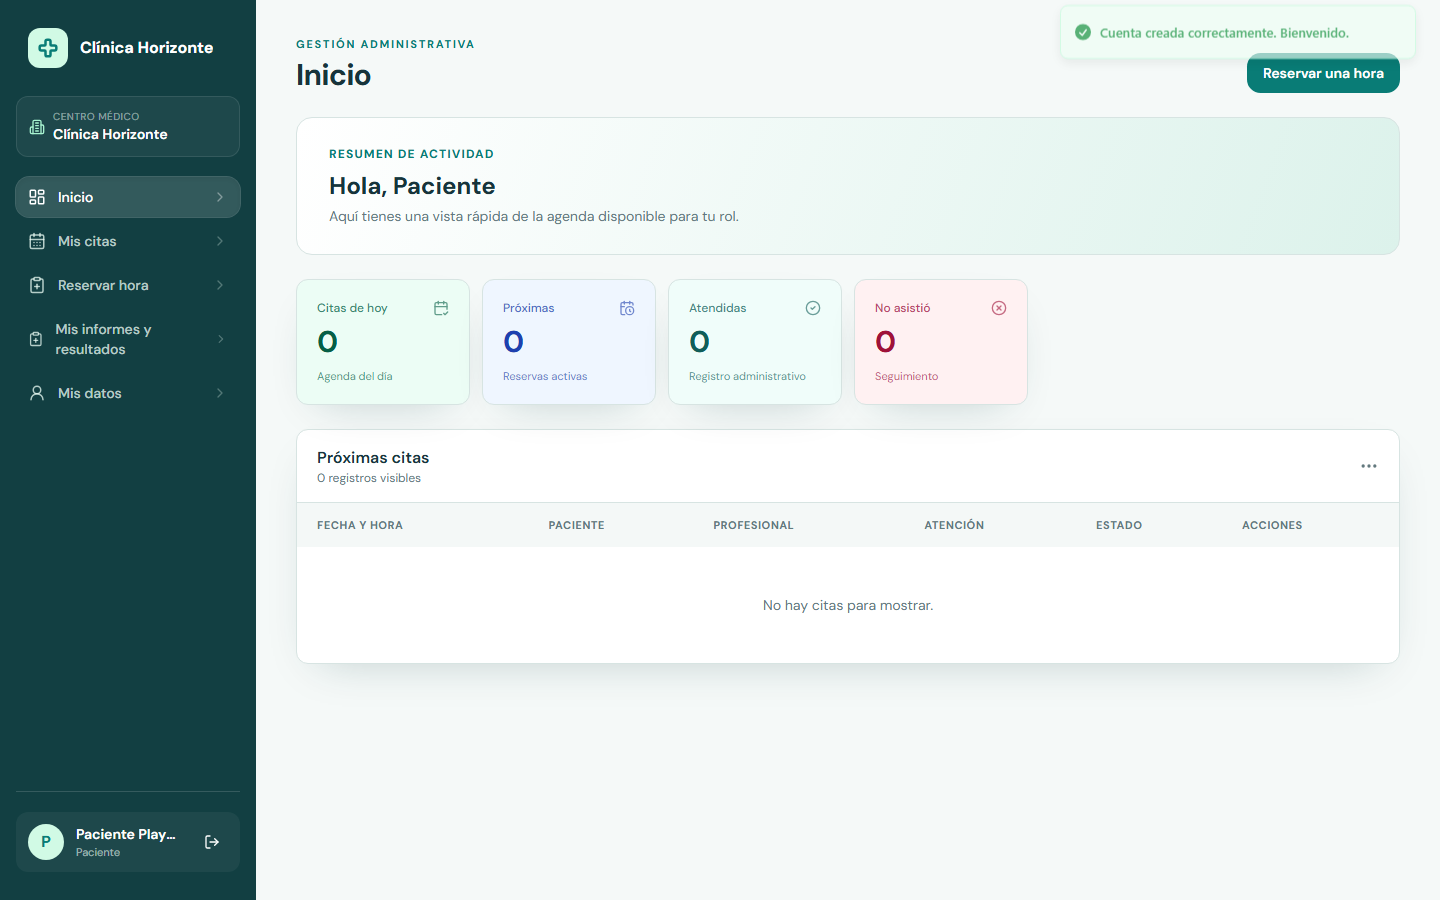 Clínica Horizonte
CENTRO MÉDICO
Clínica Horizonte
Inicio
Mis citas
Reservar hora
Mis informes y
resultados
Mis datos
P
Paciente Play...
Paciente
GESTIÓN ADMINISTRATIVA
Inicio
Cuenta creada correctamente. Bienvenido.
Reservar una hora
RESUMEN DE ACTIVIDAD
Hola, Paciente
Aquí tienes una vista rápida de la agenda disponible para tu rol.
Citas de hoy
0
Agenda del día
Próximas
0
Reservas activas
Atendidas
0
Registro administrativo
No asistió
0
Seguimiento
Próximas citas
0 registros visibles
FECHA Y HORA PACIENTE PROFESIONAL ATENCIÓN ESTADO ACCIONES
No hay citas para mostrar.